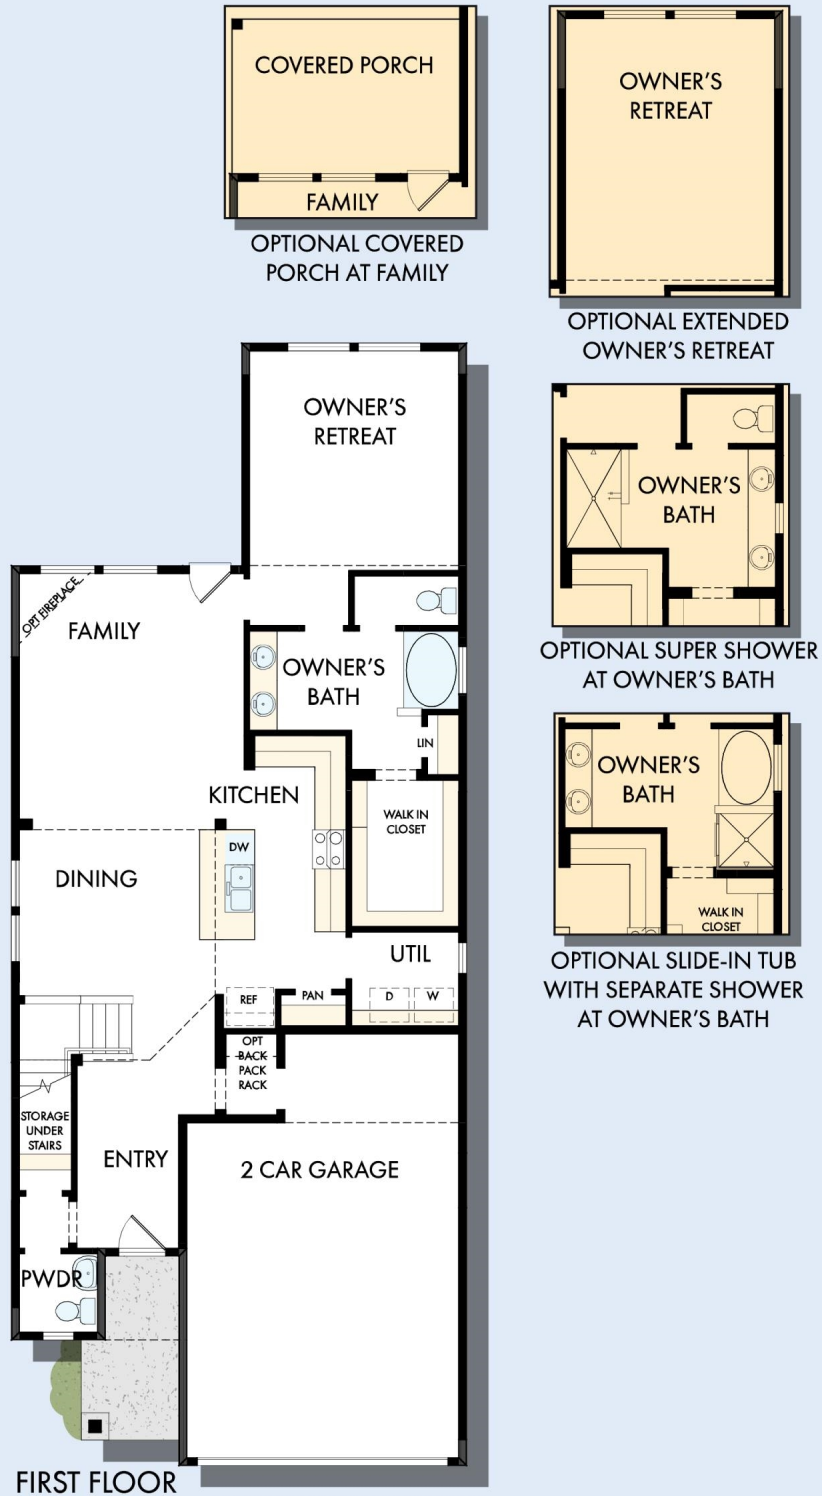 COVERED PORCH
FAMILY
OPTIONAL COVERED
PORCH AT FAMILY
OWNER'S
RETREAT
OPTIONAL EXTENDED
OWNER'S RETREAT
OWNER'S
RETREAT
OWNER'S
BATH
OPTIONAL SUPER SHOWER
AT OWNER'S BATH
OPT FIREPLACE
FAMILY
OWNER'S
BATH
LIN
OWNER'S
BATH
WALK IN
CLOSET
OPTIONAL SLIDE-IN TUB
WITH SEPARATE SHOWER
AT OWNER'S BATH
KITCHEN
WALK IN
CLOSET
DW
DINING
UTIL
REF
PAN
D
W
OPT
BACK
PACK
RACK
STORAGE
UNDER
STAIRS
ENTRY
2 CAR GARAGE
PWDR
FIRST FLOOR